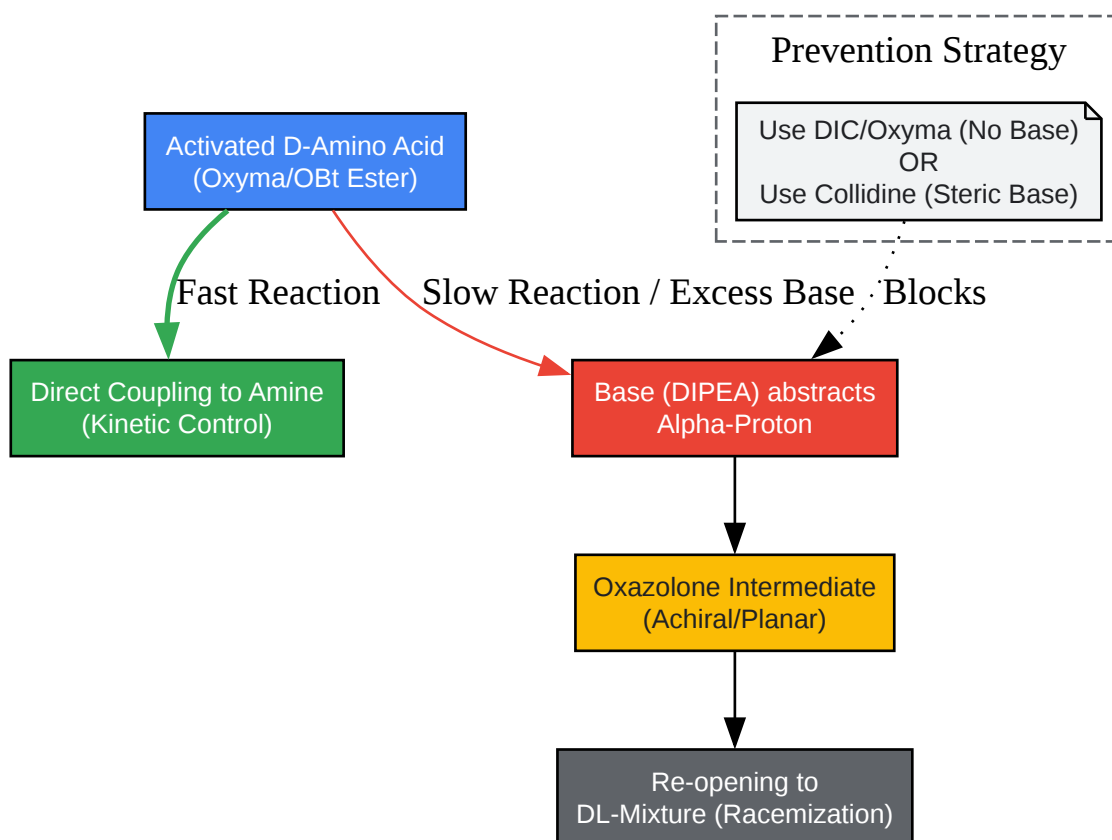 Prevention Strategy
Use DIC/Oxyma (No Base)
OR
Use Collidine (Steric Base)
Activated D-Amino Acid
(Oxyma/OBt Ester)
Fast Reaction
Slow Reaction / Excess Base
Blocks
Direct Coupling to Amine
(Kinetic Control)
Base (DIPEA) abstracts
Alpha-Proton
Oxazolone Intermediate
(Achiral/Planar)
Re-opening to
DL-Mixture (Racemization)